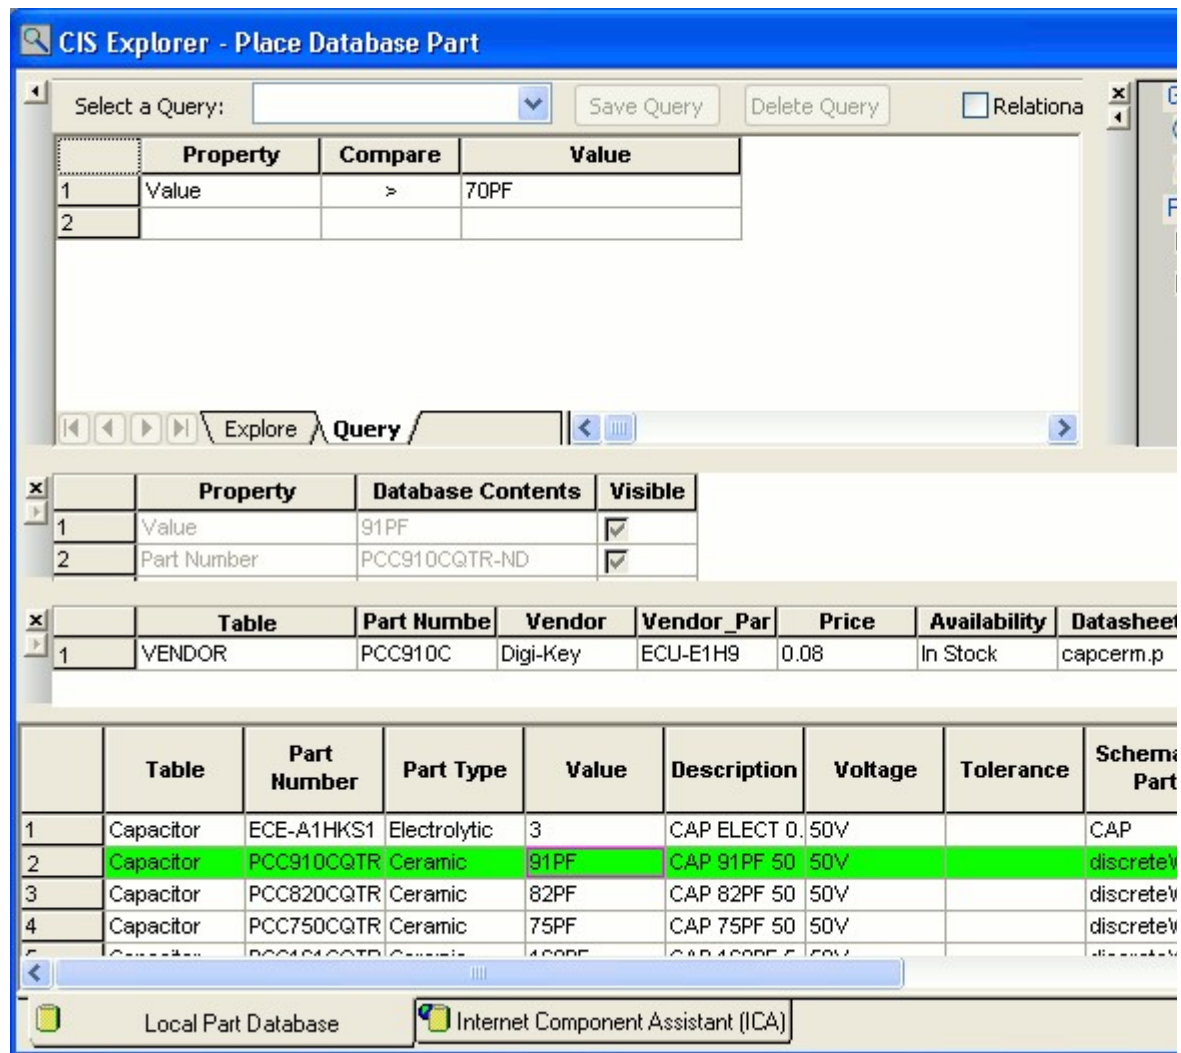 CIS Explorer - Place Database Part
Select a Query: Save Query Delete Query Relationa
Property Compare Value
1 Value > 70PF
2
Explore Query
Property Database Contents Visible
1 Value 91PF
2 Part Number PCC910CQTR-ND
Table Part Numbe Vendor Vendor_Par Price Availability Datasheet
1 VENDOR PCC910C Digi-Key ECU-E1H9 0.08 In Stock capcerm.p
Table Part Number Part Type Value Description Voltage Tolerance Schema Part
1 Capacitor ECE-A1HKS1 Electrolytic 3 CAP ELECT 0. 50V CAP
2 Capacitor PCC910CQTR Ceramic 91PF CAP 91PF 50 50V discrete\
3 Capacitor PCC820CQTR Ceramic 82PF CAP 82PF 50 50V discrete\
4 Capacitor PCC750CQTR Ceramic 75PF CAP 75PF 50 50V discrete\
Local Part Database Internet Component Assistant (ICA)